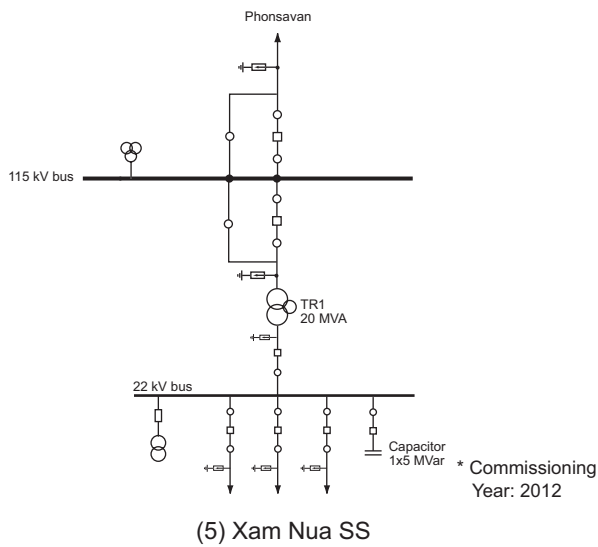 Phonsavan
115 kV bus
TR1
20 MVA
22 kV bus
Capacitor
1x5 MVar
* Commissioning
Year: 2012
(5) Xam Nua SS